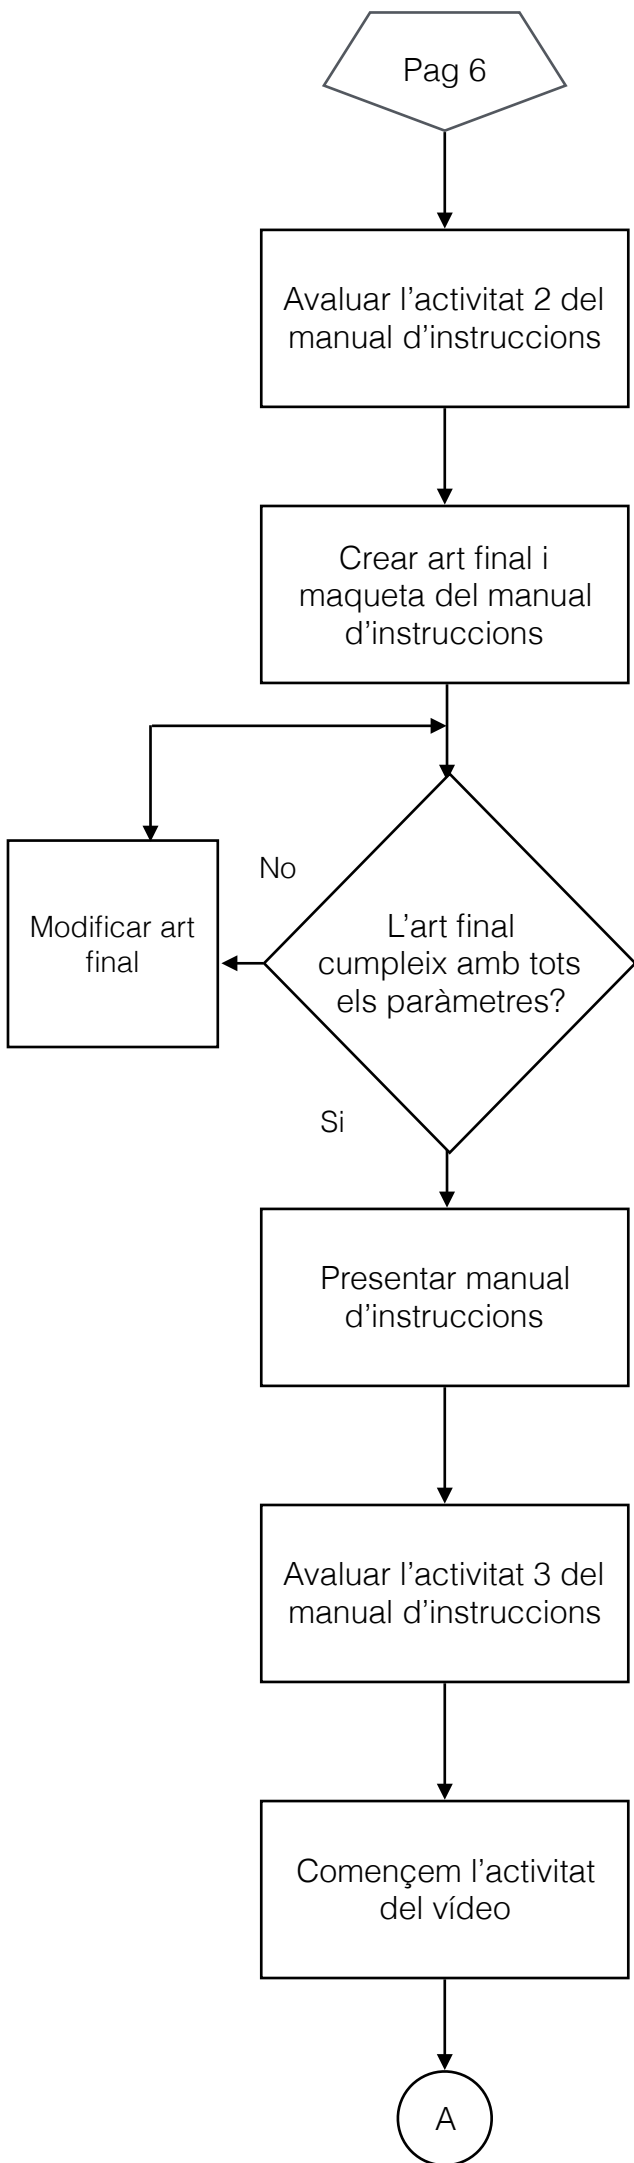 Pag 6
Avaluar l’activitat 2 del
manual d’instruccions
Crear art final i
maqueta del manual
d’instruccions
No
Modificar art
final
L’art final
cumpleix amb tots
els paràmetres?
Si
Presentar manual
d’instruccions
Avaluar l’activitat 3 del
manual d’instruccions
Començem l’activitat
del vídeo
A